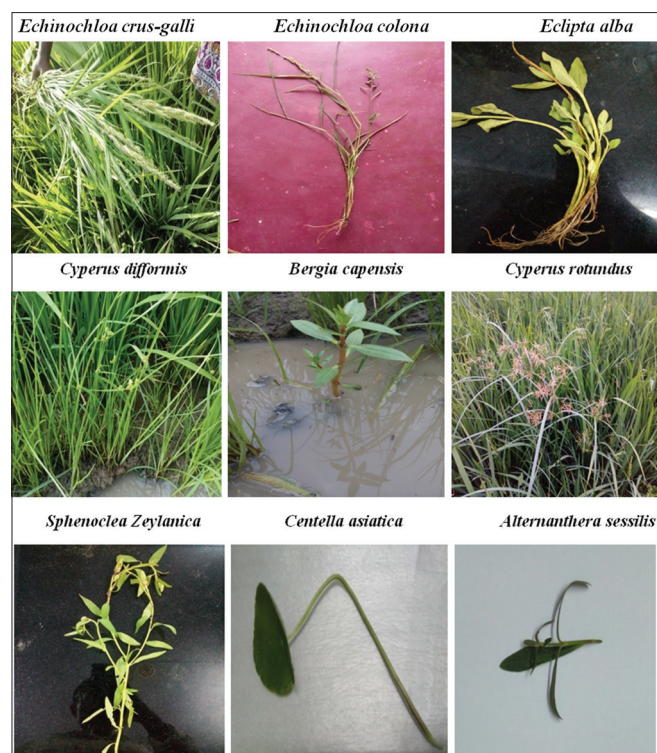 Echinochloa crus-galli Echinochloa colona Eclipta alba
Cyperus difformis Bergia capensis Cyperus rotundus
Sphenoclea Zeylanica Centella asiatica Alternanthera sessilis